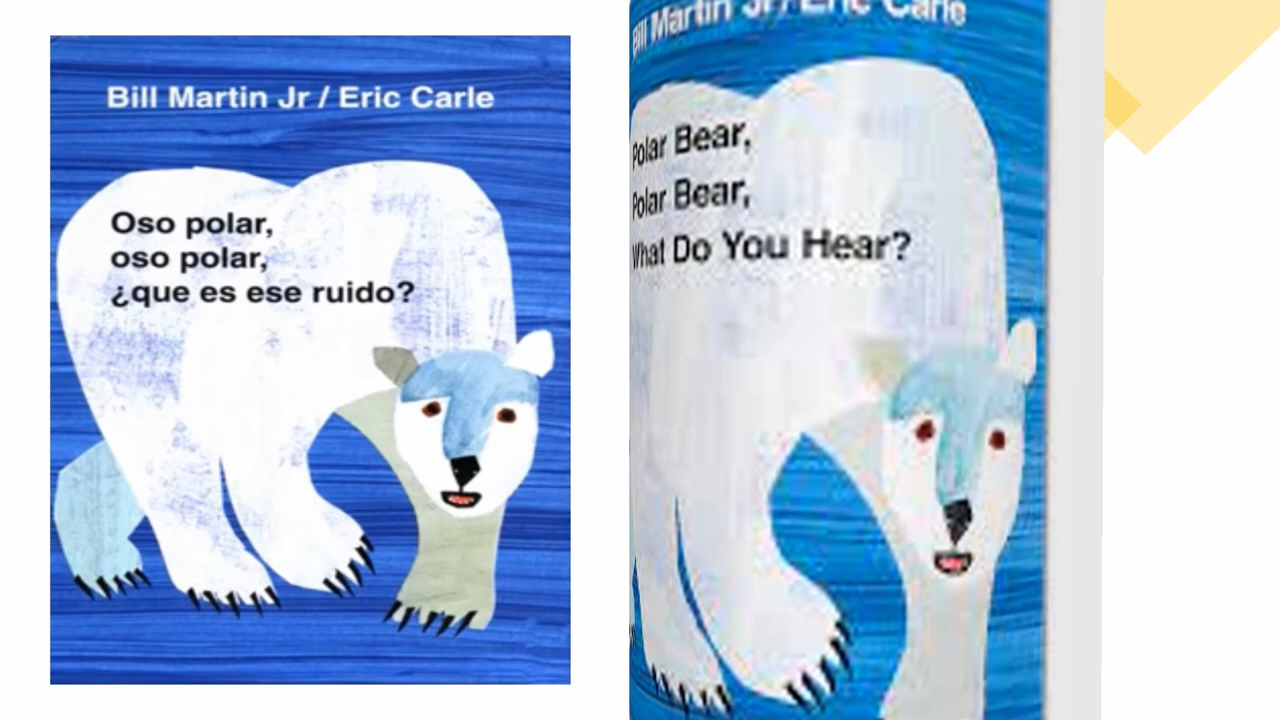 Bill Martin Jr / Eric Carle
Oso polar,
oso polar,
¿que es ese ruido?
Bill Martin Jr / Eric Carle
Polar Bear,
Polar Bear,
What Do You Hear?